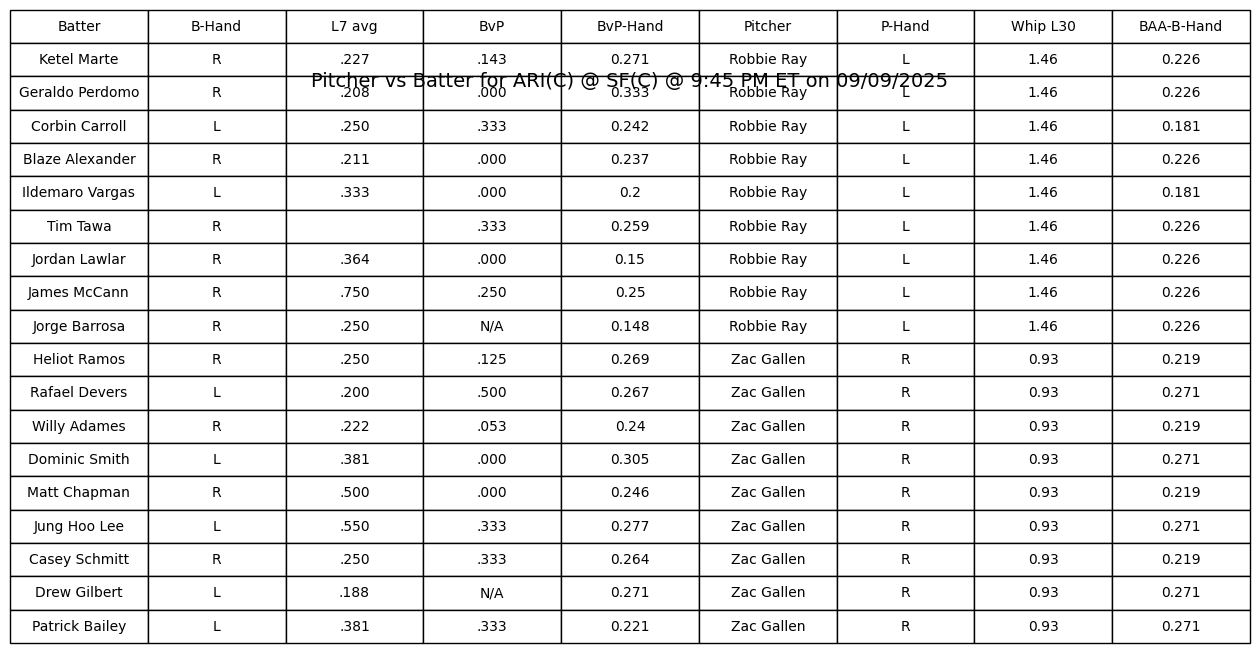 Batter B-Hand L7 avg BvP BvP-Hand Pitcher P-Hand Whip L30 BAA-B-Hand
Ketel Marte R .227 .143 0.271 Robbie Ray L 1.46 0.226
Pitcher vs Batter for ARI(C) @ SF(C) @ 9:45 PM ET on 09/09/2025
Geraldo Perdomo R .208 .000 0.333 Robbie Ray L 1.46 0.226
Corbin Carroll L .250 .333 0.242 Robbie Ray L 1.46 0.181
Blaze Alexander R .211 .000 0.237 Robbie Ray L 1.46 0.226
Ildemaro Vargas L .333 .000 0.2 Robbie Ray L 1.46 0.181
Tim Tawa R .333 0.259 Robbie Ray L 1.46 0.226
Jordan Lawlar R .364 .000 0.15 Robbie Ray L 1.46 0.226
James McCann R .750 .250 0.25 Robbie Ray L 1.46 0.226
Jorge Barrosa R .250 N/A 0.148 Robbie Ray L 1.46 0.226
Heliot Ramos R .250 .125 0.269 Zac Gallen R 0.93 0.219
Rafael Devers L .200 .500 0.267 Zac Gallen R 0.93 0.271
Willy Adames R .222 .053 0.24 Zac Gallen R 0.93 0.219
Dominic Smith L .381 .000 0.305 Zac Gallen R 0.93 0.271
Matt Chapman R .500 .000 0.246 Zac Gallen R 0.93 0.219
Jung Hoo Lee L .550 .333 0.277 Zac Gallen R 0.93 0.271
Casey Schmitt R .250 .333 0.264 Zac Gallen R 0.93 0.219
Drew Gilbert L .188 N/A 0.271 Zac Gallen R 0.93 0.271
Patrick Bailey L .381 .333 0.221 Zac Gallen R 0.93 0.271